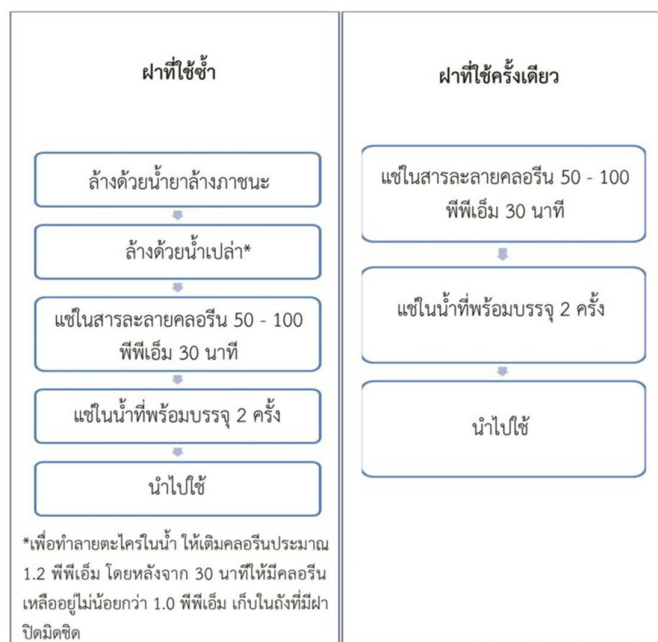 ฝาที่ใช้ซ้ำ
ล้างด้วยน้ำยาล้างภาชนะ
ล้างด้วยน้ำเปล่า*
แช่ในสารละลายคลอรีน 50 - 100
พีพีเอ็ม 30 นาที
แช่ในน้ำที่พร้อมบรรจุ 2 ครั้ง
นำไปใช้
*เพื่อทำลายตะไคร่ในน้ำ ให้เติมคลอรีนประมาณ
1.2 พีพีเอ็ม โดยหลังจาก 30 นาทีให้มีคลอรีน
เหลืออยู่ไม่น้อยกว่า 1.0 พีพีเอ็ม เก็บในถังที่มีฝา
ปิดมิดชิด
ฝาที่ใช้ครั้งเดียว
แช่ในสารละลายคลอรีน 50 - 100
พีพีเอ็ม 30 นาที
แช่ในน้ำที่พร้อมบรรจุ 2 ครั้ง
นำไปใช้